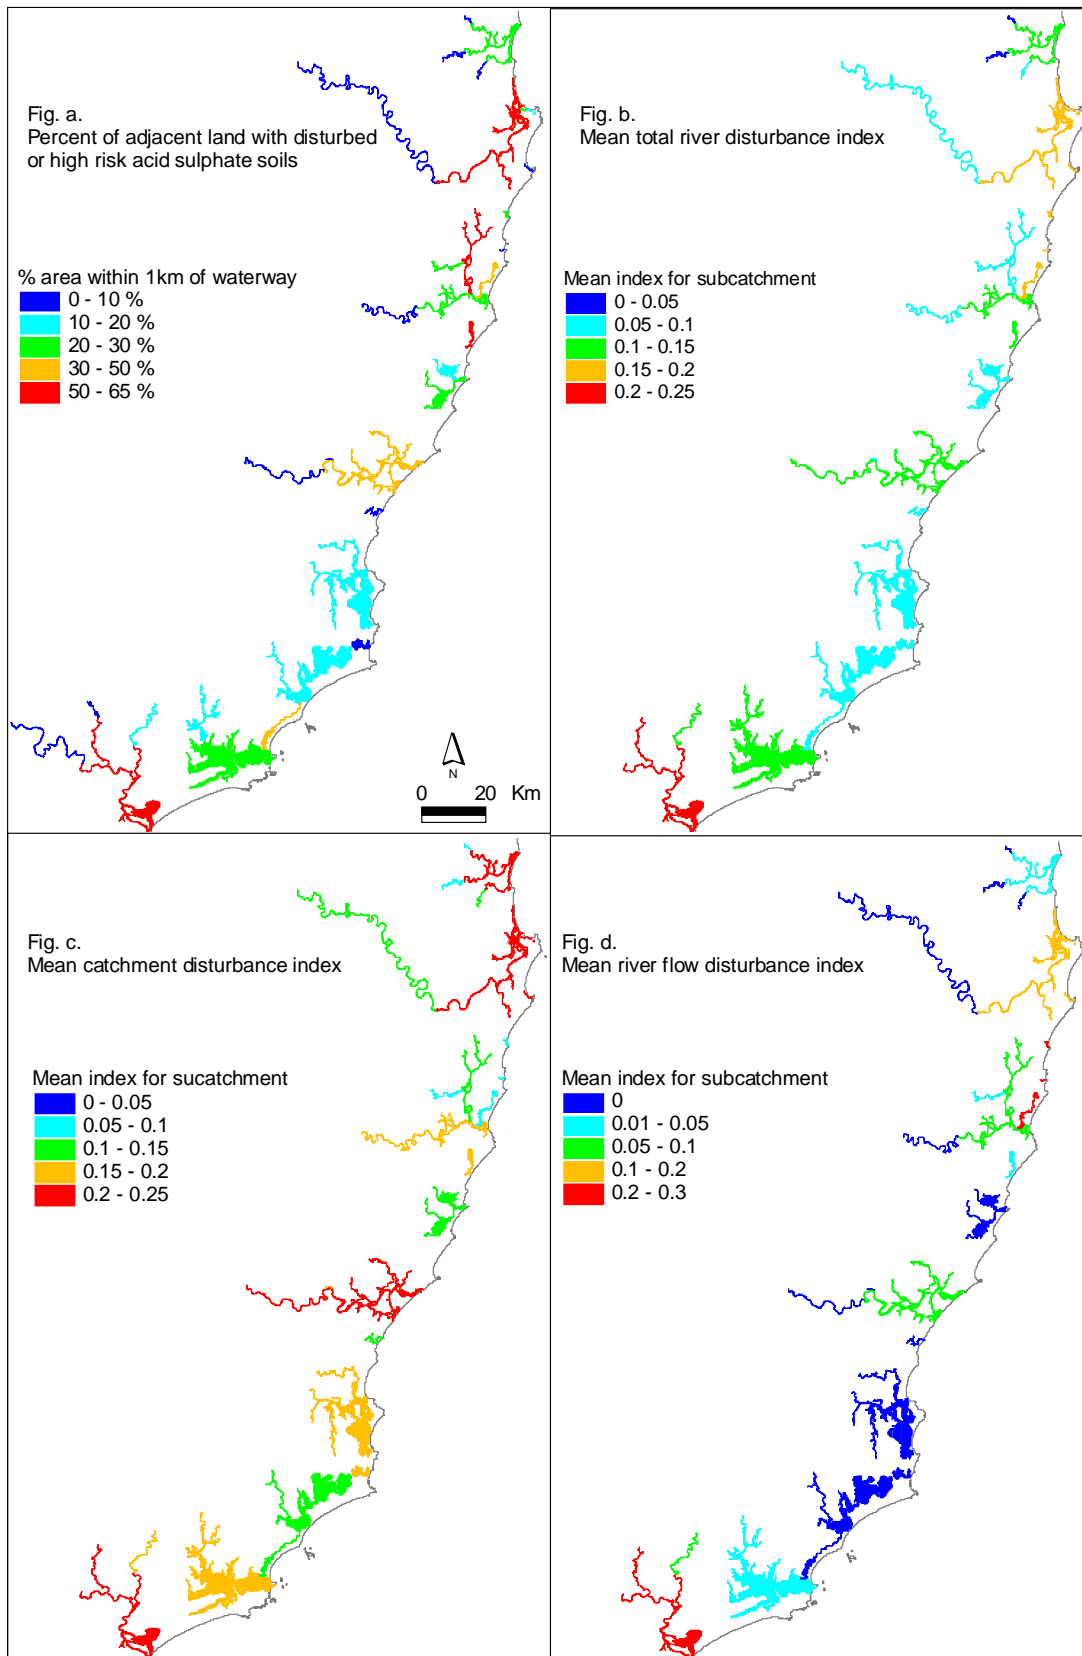 Fig. a.
Percent of adjacent land with disturbed
or high risk acid sulphate soils
% area within 1km of waterway
0 - 10 %
10 - 20 %
20 - 30 %
30 - 50 %
50 - 65 %
N
0 20 Km
Fig. b.
Mean total river disturbance index
Mean index for subcatchment
0 - 0.05
0.05 - 0.1
0.1 - 0.15
0.15 - 0.2
0.2 - 0.25
Fig. c.
Mean catchment disturbance index
Mean index for sucatchment
0 - 0.05
0.05 - 0.1
0.1 - 0.15
0.15 - 0.2
0.2 - 0.25
Fig. d.
Mean river flow disturbance index
Mean index for subcatchment
0
0.01 - 0.05
0.05 - 0.1
0.1 - 0.2
0.2 - 0.3